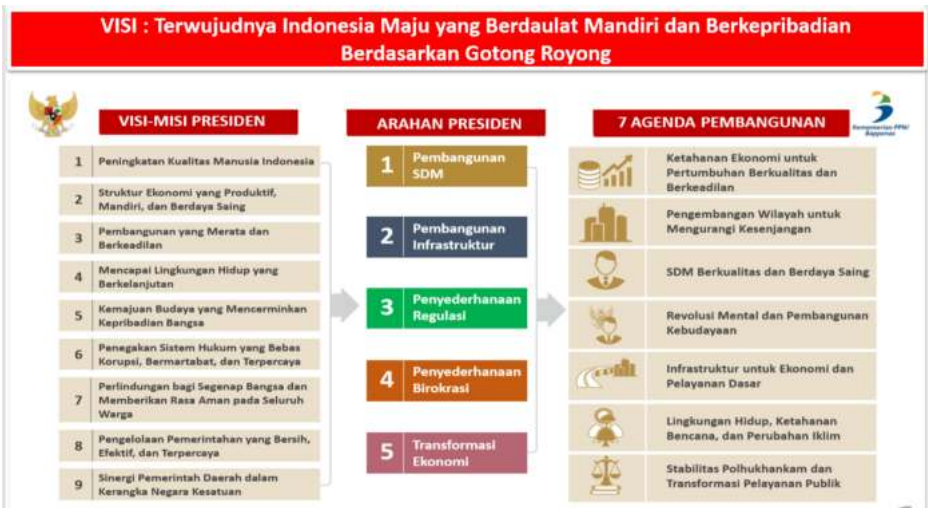 VISI : Terwujudnya Indonesia Maju yang Berdaulat Mandiri dan Berkepribadian
Berdasarkan Gotong Royong
VISI-MISI PRESIDEN
1 Peningkatan Kualitas Manusia Indonesia
2 Struktur Ekonomi yang Produktif,
Mandiri, dan Berdaya Saing
3 Pembangunan yang Merata dan
Berkeadilan
4 Mencapai Lingkungan Hidup yang
Berkelanjutan
5 Kemajuan Budaya yang Mencerminkan
Kepribadian Bangsa
6 Penegakan Sistem Hukum yang Bebas
Korupsi, Bermartabat, dan Terpercaya
7 Perlindungan bagi Segenap Bangsa dan
Memberikan Rasa Aman pada Seluruh
Warga
8 Pengelolaan Pemerintahan yang Bersih,
Efektif, dan Terpercaya
9 Sinergi Pemerintah Daerah dalam
Kerangka Negara Kesatuan
ARAHAN PRESIDEN
1 Pembangunan
SDM
2 Pembangunan
Infrastruktur
3 Penyederhanaan
Regulasi
4 Penyederhanaan
Birokrasi
5 Transformasi
Ekonomi
7 AGENDA PEMBANGUNAN
Kementerian PPN/
Bappenas
Ketahanan Ekonomi untuk
Pertumbuhan Berkualitas dan
Berkeadilan
Pengembangan Wilayah untuk
Mengurangi Kesenjangan
SDM Berkualitas dan Berdaya Saing
Revolusi Mental dan Pembangunan
Kebudayaan
Infrastruktur untuk Ekonomi dan
Pelayanan Dasar
Lingkungan Hidup, Ketahanan
Bencana, dan Perubahan Iklim
Stabilitas Polhukhankam dan
Transformasi Pelayanan Publik